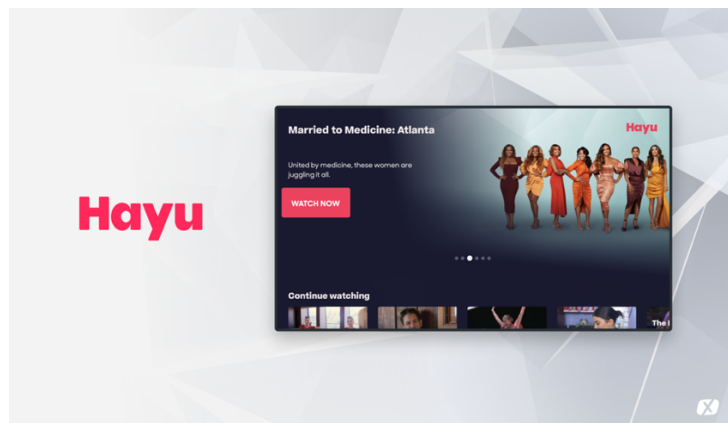 Hayu
Married to Medicine: Atlanta
Hayu
United by medicine, these women are
juggling it all.
WATCH NOW
Continue watching
The